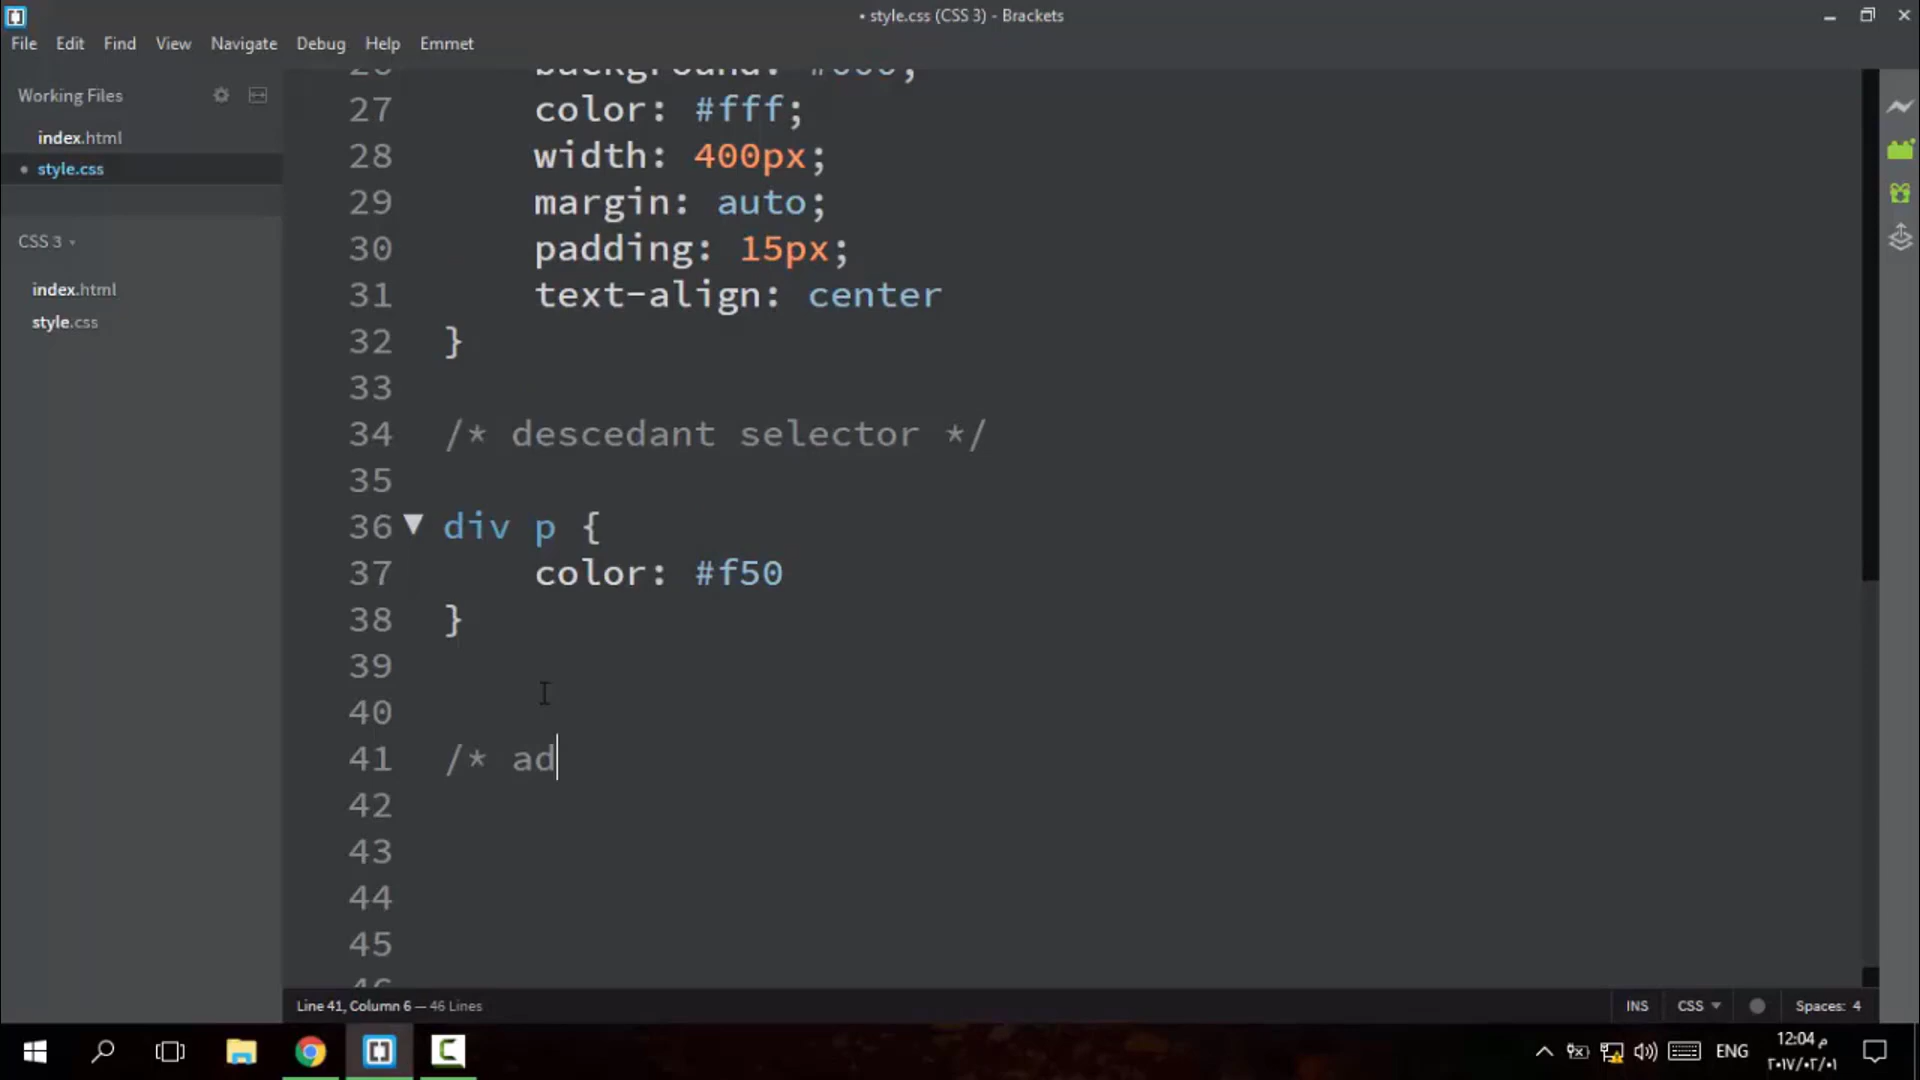 • style.css (CSS 3) - Brackets
File Edit Find View Navigate Debug Help Emmet
Working Files
index.html
• style.css
CSS 3
index.html
style.css
27 color: #fff;
28 width: 400px;
29 margin: auto;
30 padding: 15px;
31 text-align: center
32 }
33
34 /* descedant selector */
35
36 div p {
37 color: #f50
38 }
39
40
41 /* ad
42
43
44
45
Line 41, Column 6 — 46 Lines
INS CSS Spaces: 4
ENG
12:04 م
٢٠١٧/٠٢/٠١